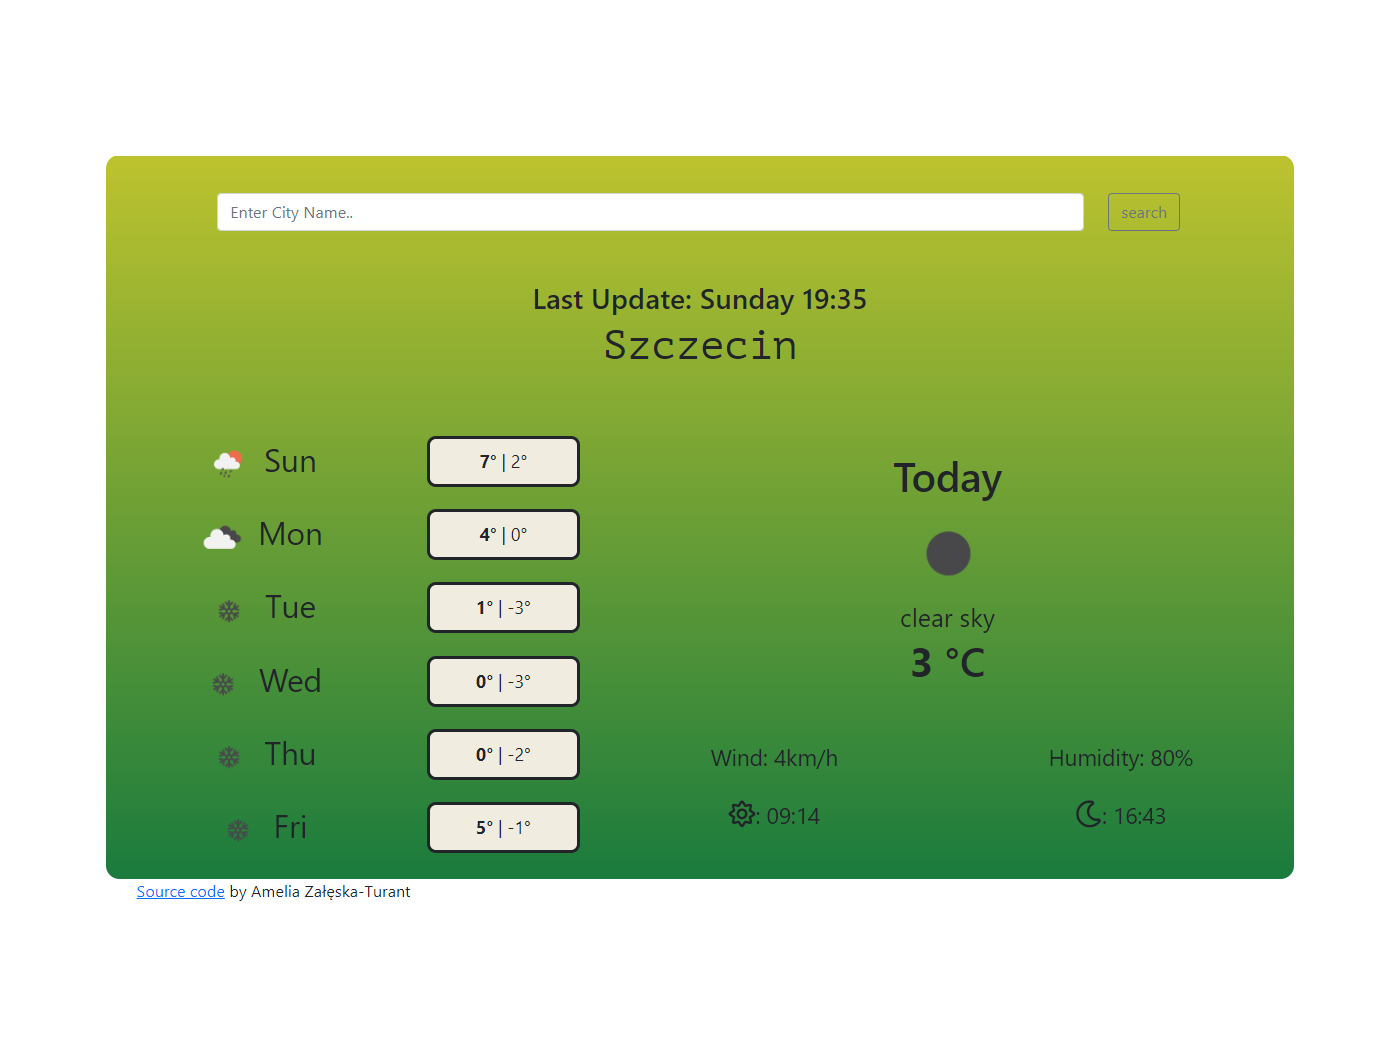 Enter City Name..
search
Last Update: Sunday 19:35
Szczecin
Sun 7° | 2°
Mon 4° | 0°
Tue 1° | -3°
Wed 0° | -3°
Thu 0° | -2°
Fri 5° | -1°
Today
clear sky
3 °C
Wind: 4km/h
Humidity: 80%
: 09:14
: 16:43
Source code by Amelia Załęska-Turant